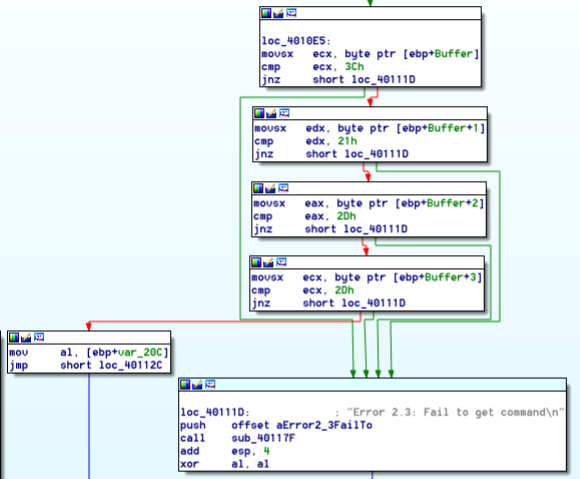 loc_4010E5:
movsx ecx, byte ptr [ebp+Buffer]
cmp ecx, 3Ch
jnz short loc_40111D
movsx edx, byte ptr [ebp+Buffer+1]
cmp edx, 21h
jnz short loc_40111D
movsx eax, byte ptr [ebp+Buffer+2]
cmp eax, 2Dh
jnz short loc_40111D
movsx ecx, byte ptr [ebp+Buffer+3]
cmp ecx, 2Dh
jnz short loc_40111D
mov al, [ebp+var_20C]
jmp short loc_40112C
loc_40111D: ; "Error 2.3: Fail to get command\n"
push offset aError2_3FailTo
call sub_40117F
add esp, 4
xor al, al